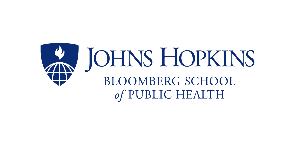 JOHNS HOPKINS
BLOOMBERG SCHOOL
of PUBLIC HEALTH